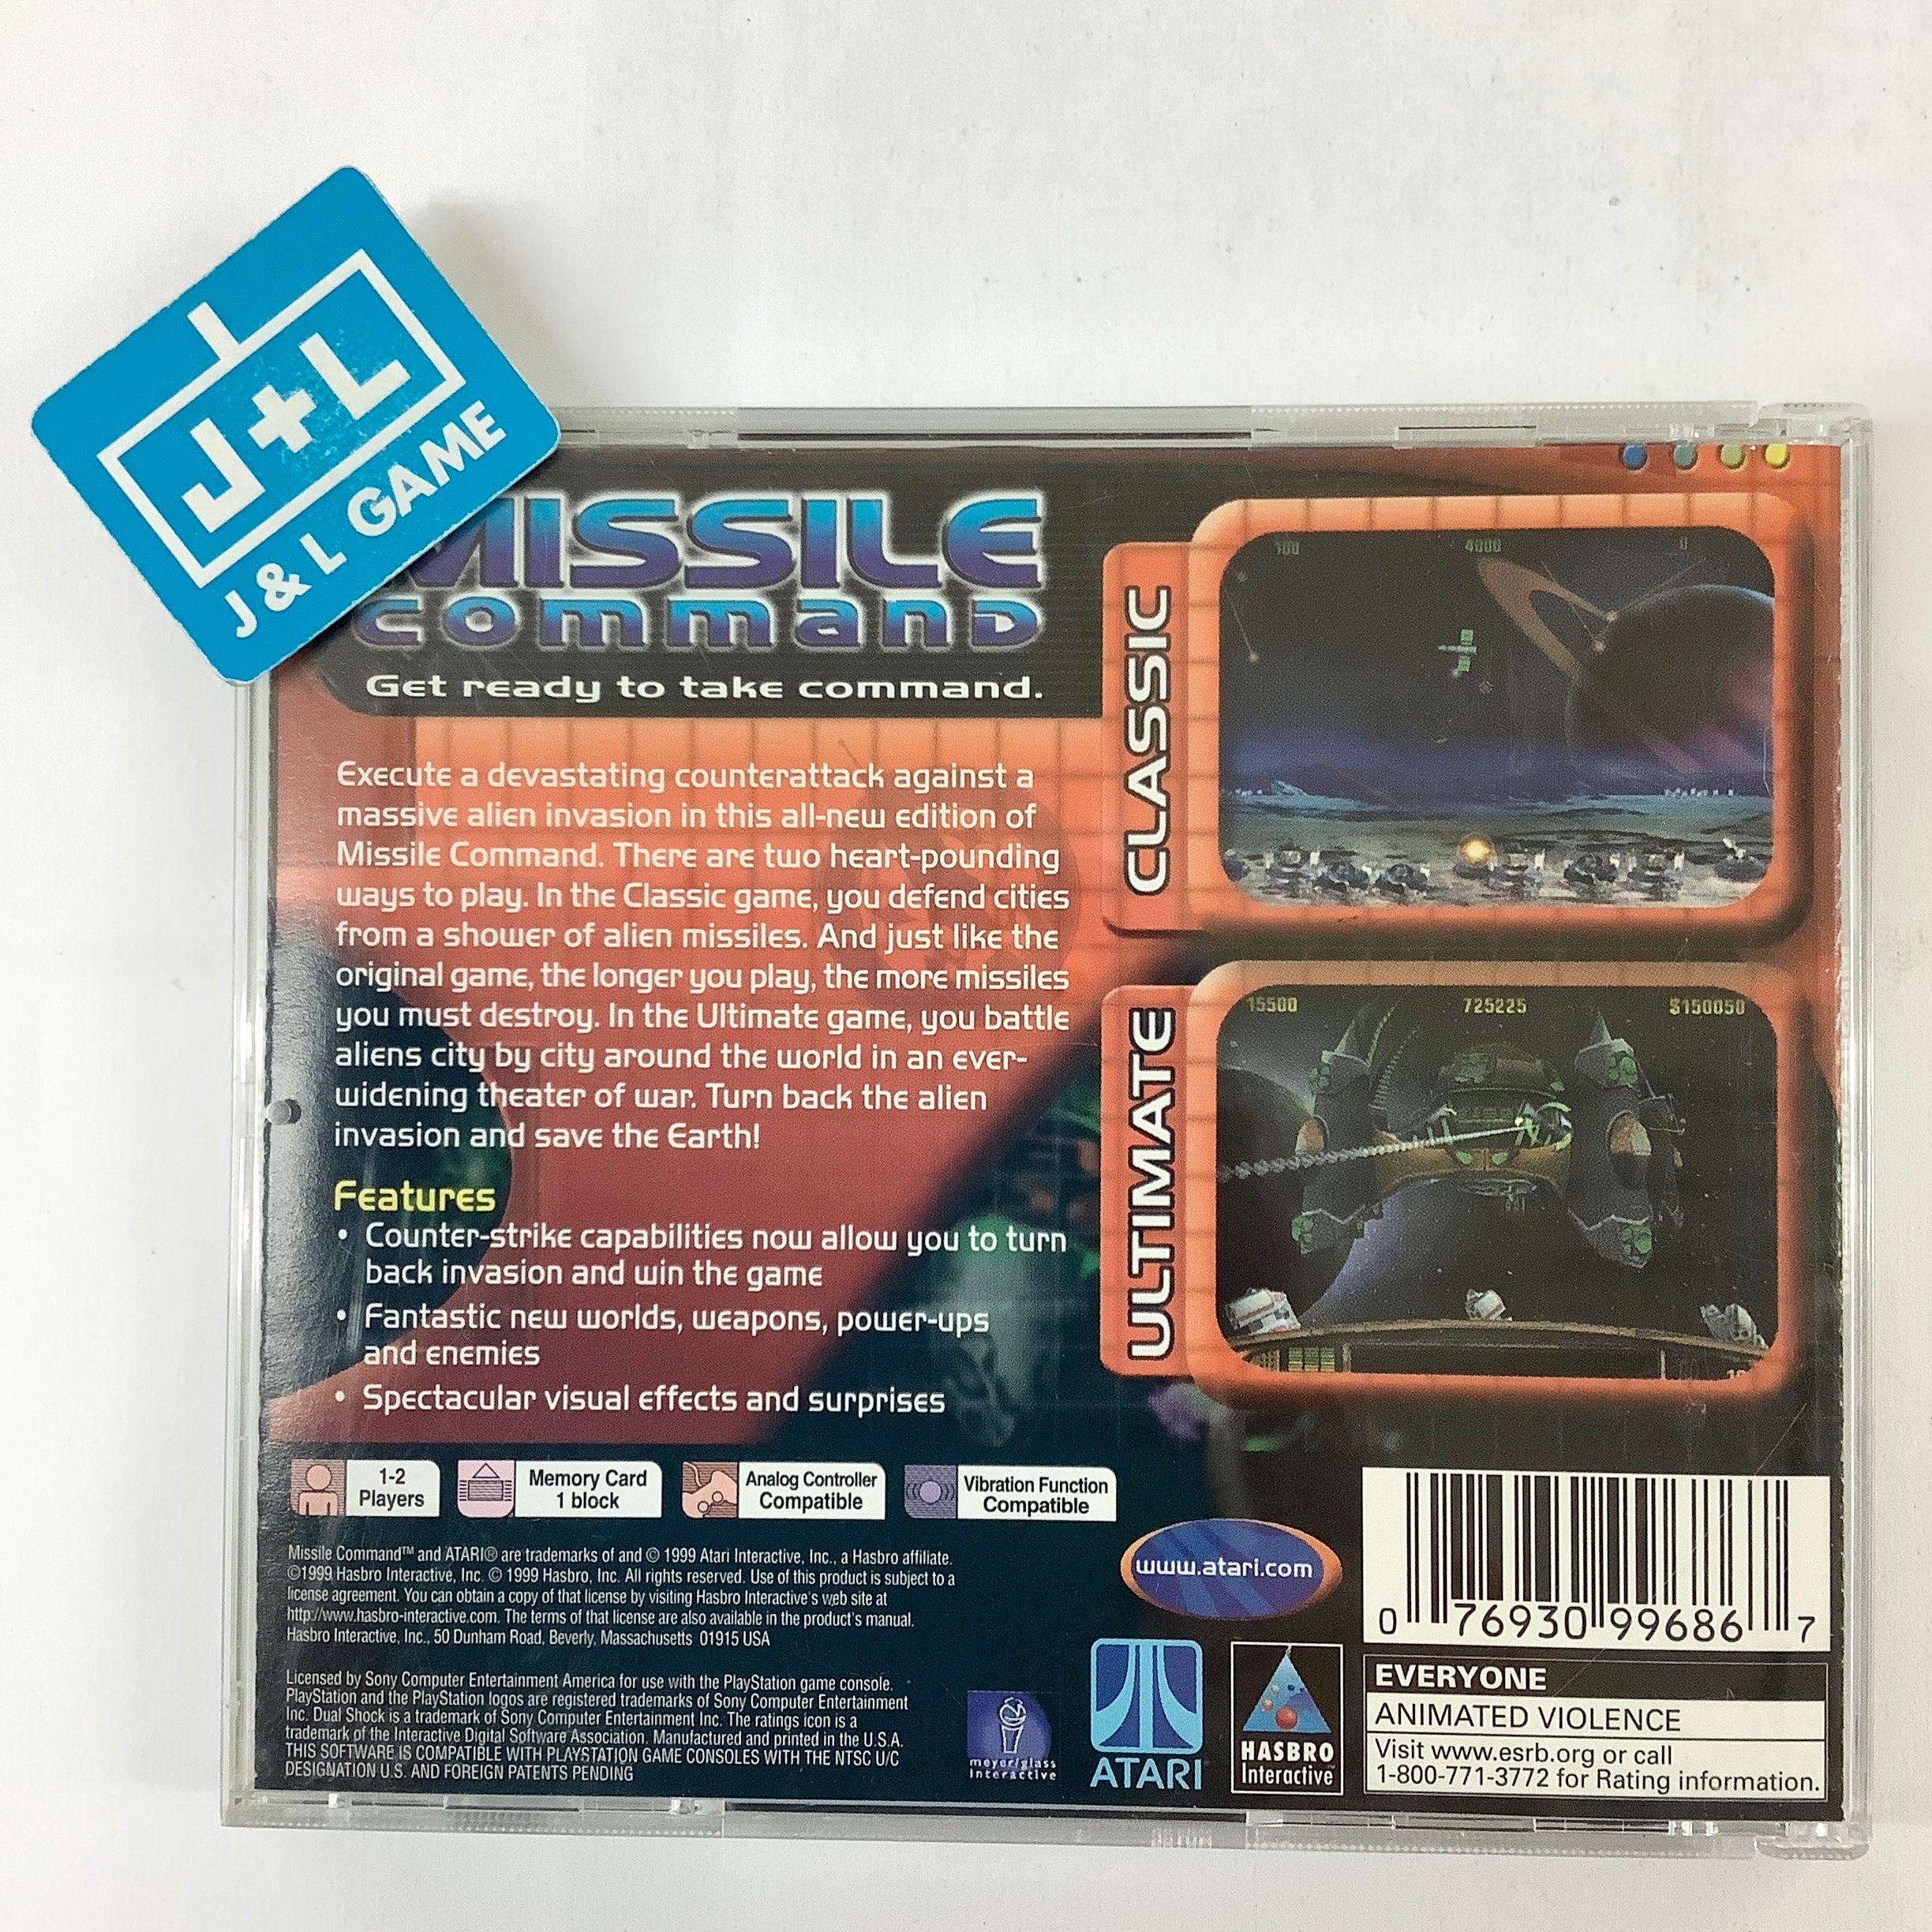 J+L
J & L GAME
MISSILE
COMMAND
Get ready to take command.
Execute a devastating counterattack against a
massive alien invasion in this all-new edition of
Missile Command. There are two heart-pounding
ways to play. In the Classic game, you defend cities
from a shower of alien missiles. And just like the
original game, the longer you play, the more missiles
you must destroy. In the Ultimate game, you battle
aliens city by city around the world in an ever-
widening theater of war. Turn back the alien
invasion and save the Earth!
Features
• Counter-strike capabilities now allow you to turn
back invasion and win the game
• Fantastic new worlds, weapons, power-ups
and enemies
• Spectacular visual effects and surprises
CLASSIC
100 4000 0
ULTIMATE
15500 725225 $150050
1-2
Players
Memory Card
1 block
Analog Controller
Compatible
Vibration Function
Compatible
Missile Command™ and ATARI® are trademarks of and © 1999 Atari Interactive, Inc., a Hasbro affiliate.
©1999 Hasbro Interactive, Inc. © 1999 Hasbro, Inc. All rights reserved. Use of this product is subject to a
license agreement. You can obtain a copy of that license by visiting Hasbro Interactive's web site at
http://www.hasbro-interactive.com. The terms of that license are also available in the product's manual.
Hasbro Interactive, Inc., 50 Dunham Road, Beverly, Massachusetts 01915 USA
Licensed by Sony Computer Entertainment America for use with the PlayStation game console.
PlayStation and the PlayStation logos are registered trademarks of Sony Computer Entertainment
Inc. Dual Shock is a trademark of Sony Computer Entertainment Inc. The ratings icon is a
trademark of the Interactive Digital Software Association. Manufactured and printed in the U.S.A.
THIS SOFTWARE IS COMPATIBLE WITH PLAYSTATION GAME CONSOLES WITH THE NTSC U/C
DESIGNATION U.S. AND FOREIGN PATENTS PENDING
www.atari.com
meyer/glass
interactive
ATARI
HASBRO
Interactive™
0 76930 99686 7
EVERYONE
ANIMATED VIOLENCE
Visit www.esrb.org or call
1-800-771-3772 for Rating information.